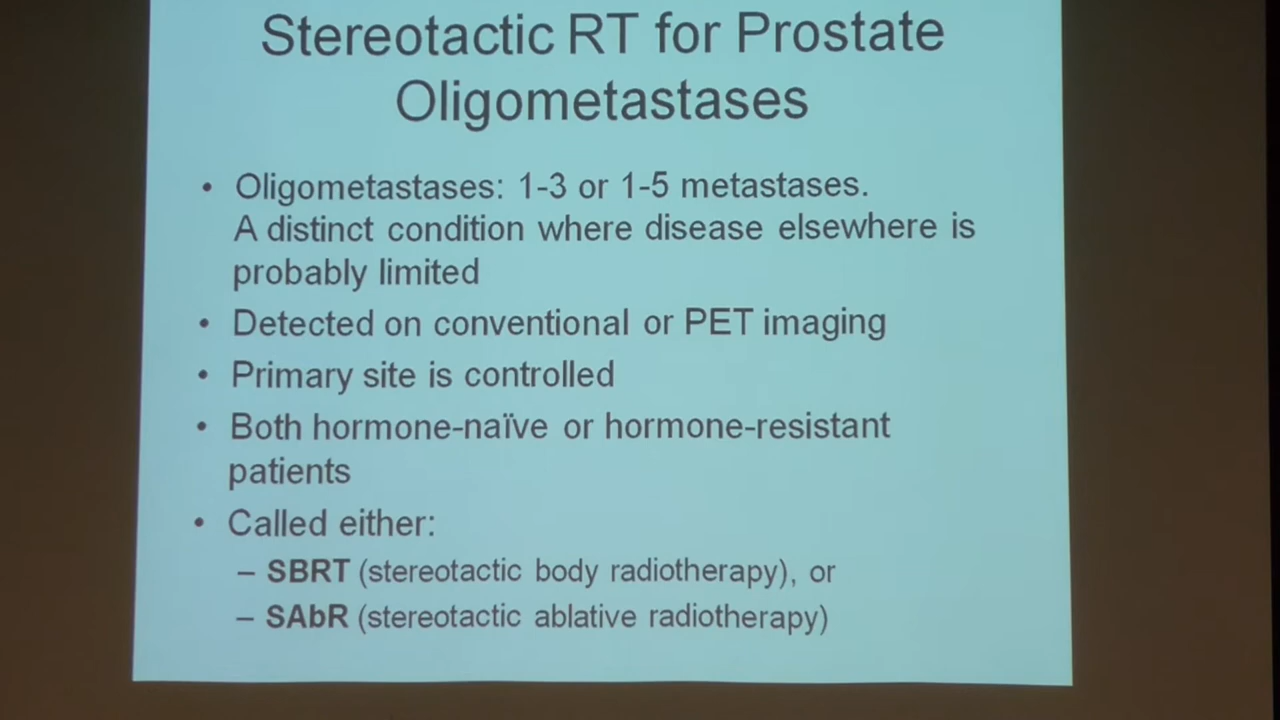 Stereotactic RT for Prostate
Oligometastases
• Oligometastases: 1-3 or 1-5 metastases.
A distinct condition where disease elsewhere is
probably limited
• Detected on conventional or PET imaging
• Primary site is controlled
• Both hormone-naïve or hormone-resistant
patients
• Called either:
– SBRT (stereotactic body radiotherapy), or
– SAbR (stereotactic ablative radiotherapy)